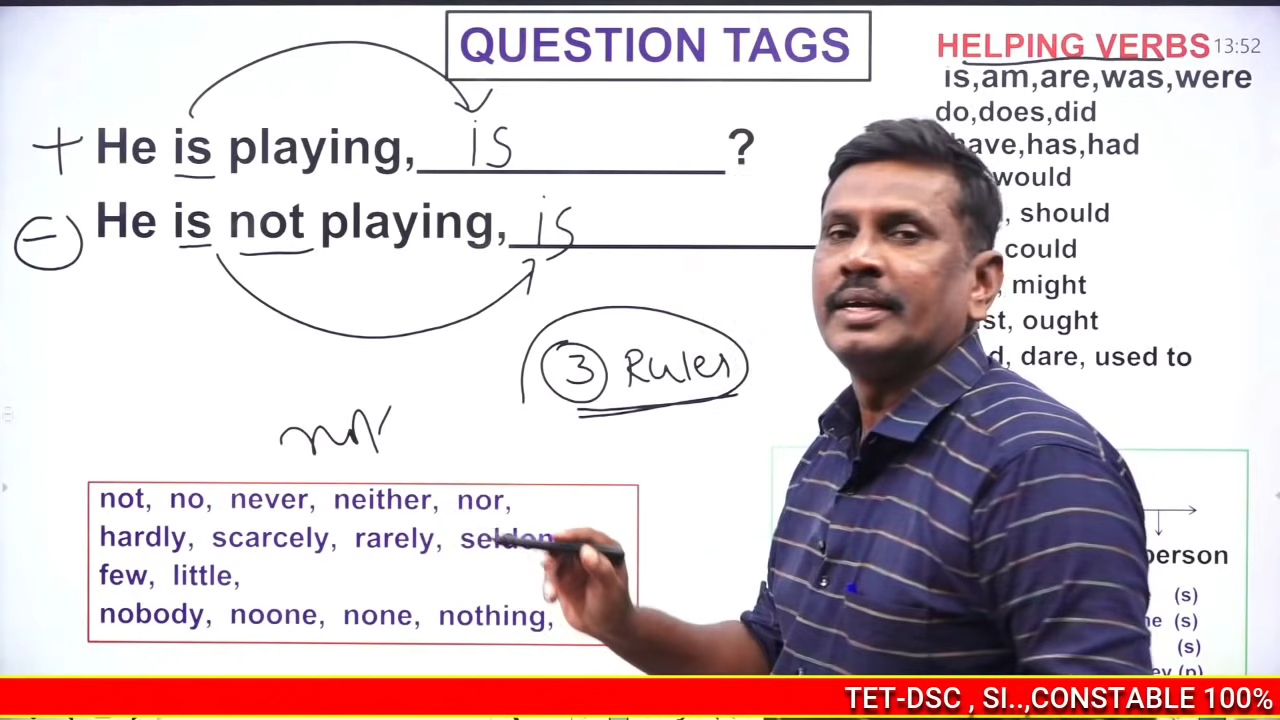 QUESTION TAGS
HELPING VERBS 13:52
is,am,are,was,were
do,does,did
have,has,had
would
should
could
might
ought
dare, used to
+ He is playing, is ?
- He is not playing, is
3 Rules
not
not, no, never, neither, nor,
hardly, scarcely, rarely, seldon
few, little,
nobody, noone, none, nothing,
person
(s)
(s)
(s)
(p)
TET-DSC , SI..,CONSTABLE 100%